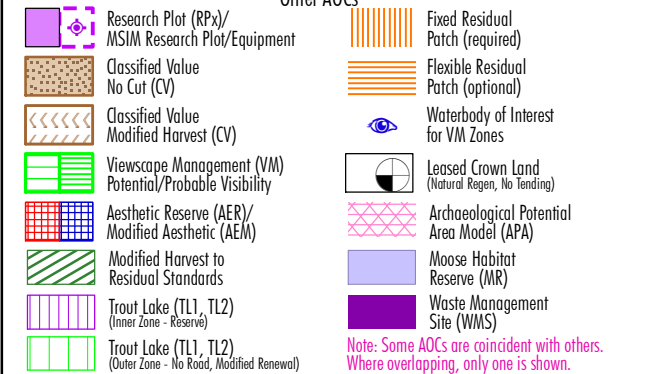 Other AOCs
Research Plot (RPx)/
MSIM Research Plot/Equipment
Classified Value
No Cut (CV)
Classified Value
Modified Harvest (CV)
Viewscape Management (VM)
Potential/Probable Visibility
Aesthetic Reserve (AER)/
Modified Aesthetic (AEM)
Modified Harvest to
Residual Standards
Trout Lake (TL1, TL2)
(Inner Zone - Reserve)
Trout Lake (TL1, TL2)
(Outer Zone - No Road, Modified Renewal)
Fixed Residual
Patch (required)
Flexible Residual
Patch (optional)
Waterbody of Interest
for VM Zones
Leased Crown Land
(Natural Regen, No Tending)
Archaeological Potential
Area Model (APA)
Moose Habitat
Reserve (MR)
Waste Management
Site (WMS)
Note: Some AOCs are coincident with others.
Where overlapping, only one is shown.